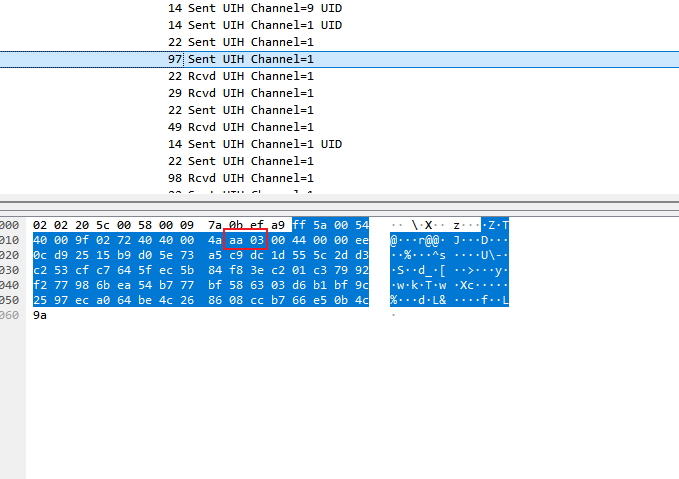 14 Sent UIH Channel=9 UID
14 Sent UIH Channel=1 UID
22 Sent UIH Channel=1
97 Sent UIH Channel=1
22 Rcvd UIH Channel=1
29 Rcvd UIH Channel=1
22 Sent UIH Channel=1
49 Rcvd UIH Channel=1
14 Sent UIH Channel=1 UID
22 Sent UIH Channel=1
98 Rcvd UIH Channel=1
000 02 02 20 5c 00 58 00 09 7a 0b ef a9 ff 5a 00 54 ·· \·X·· z····Z·T
010 40 00 9f 02 72 40 40 00 4a aa 03 00 44 00 00 ee @···r@@· J···D···
020 0c d9 25 15 b9 d0 5e 73 a5 c9 dc 1d 55 5c 2d d3 ··%···^s ····U\-·
030 c2 53 cf c7 64 5f ec 5b 84 f8 3e c2 01 c3 79 92 ·S··d_·[ ··>···y·
040 f2 77 98 6b ea 54 b7 77 bf 58 63 03 d6 b1 bf 9c ·w·k·T·w ·Xc·····
050 25 97 ec a0 64 be 4c 26 86 08 cc b7 66 e5 0b 4c %···d·L& ····f··L
060 9a ·